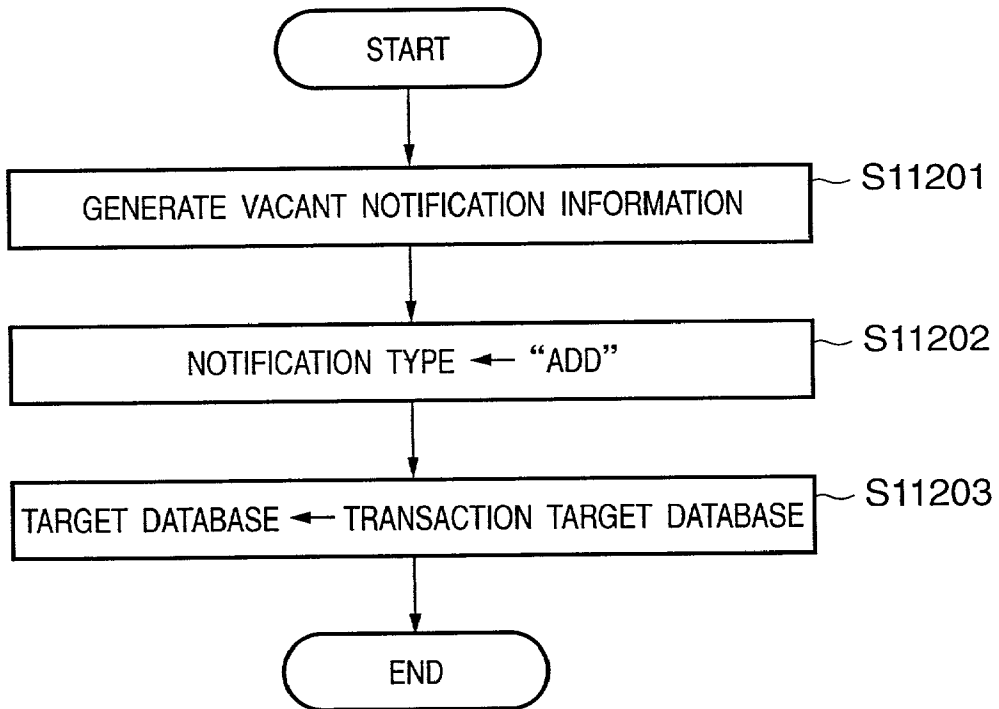 START
GENERATE VACANT NOTIFICATION INFORMATION
S11201
NOTIFICATION TYPE ← “ADD”
S11202
TARGET DATABASE ← TRANSACTION TARGET DATABASE
S11203
END